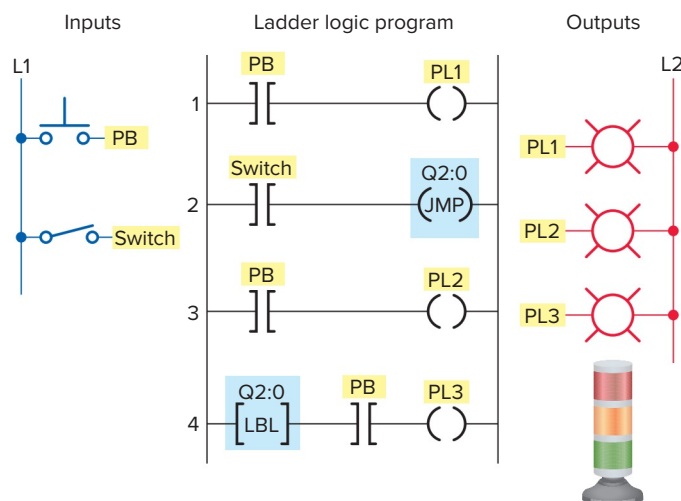 Inputs
Ladder logic program
Outputs
L1
L2
PB
PL1
1
PB
PL1
Switch
Q2:0
2
JMP
PL2
Switch
PB
PL2
3
PL3
Q2:0
PB
PL3
4
LBL